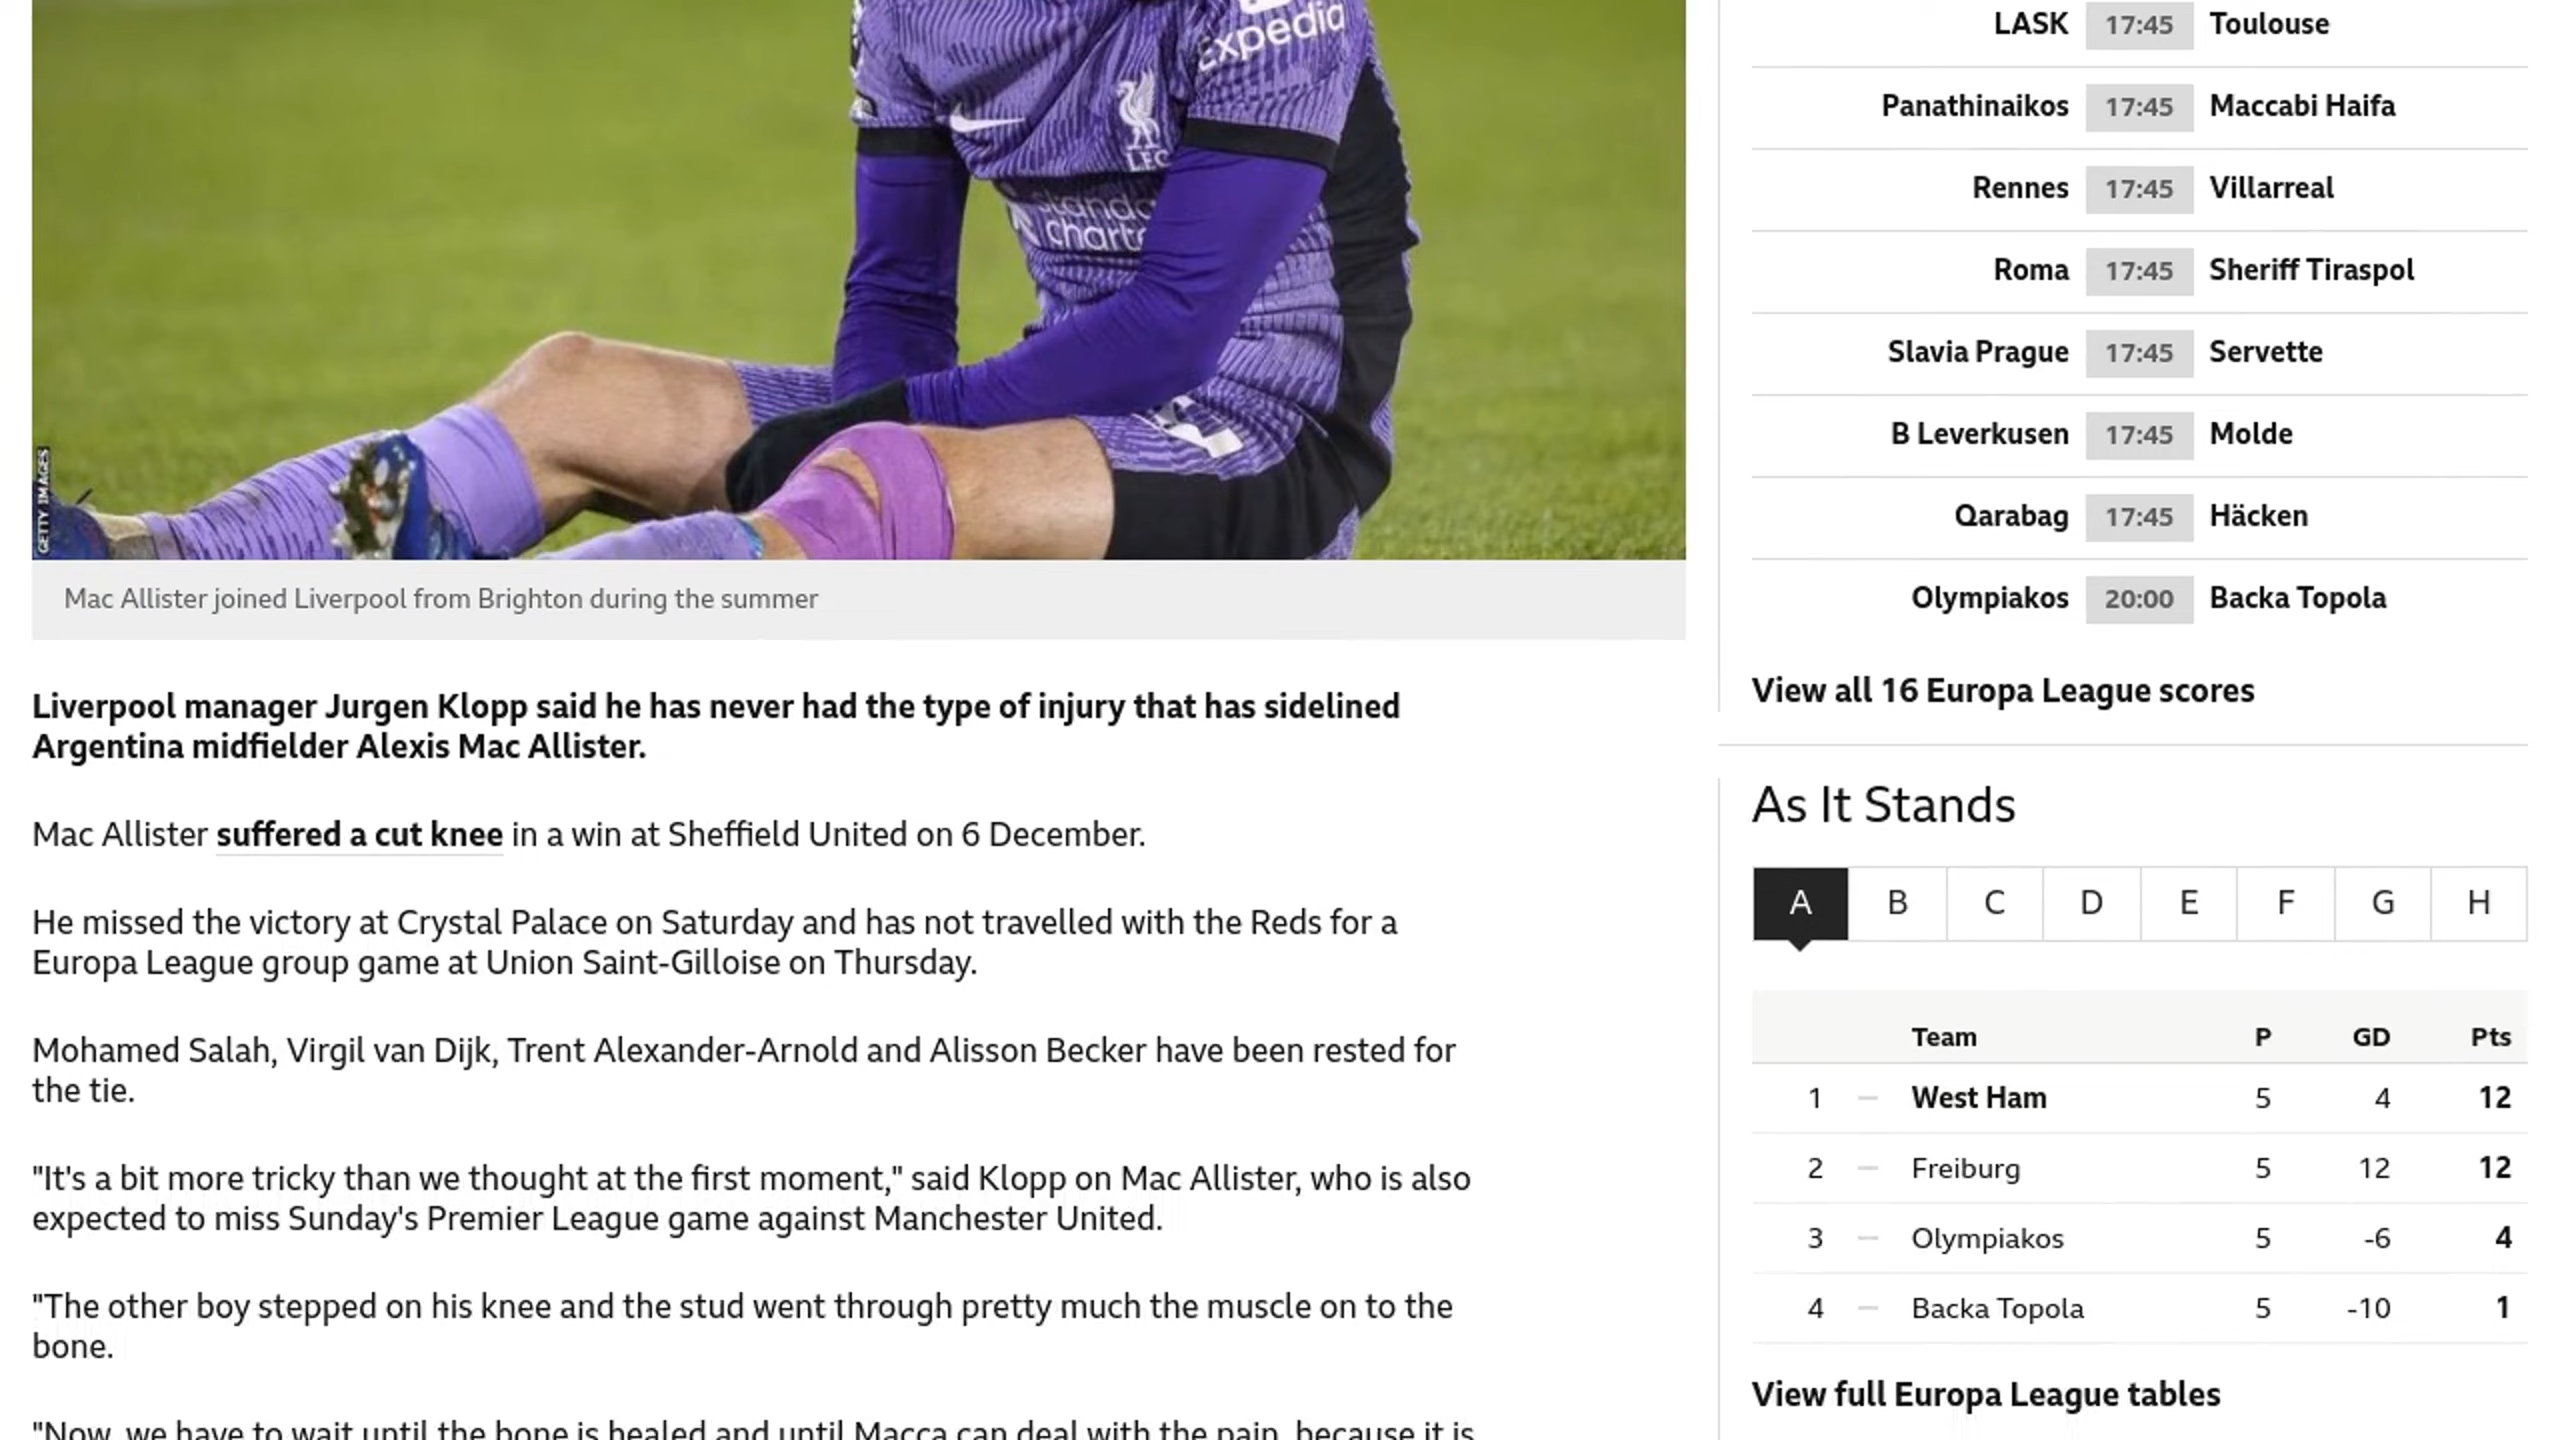 Expedia
LFC
GETTY IMAGES
Mac Allister joined Liverpool from Brighton during the summer
Liverpool manager Jurgen Klopp said he has never had the type of injury that has sidelined
Argentina midfielder Alexis Mac Allister.
Mac Allister suffered a cut knee in a win at Sheffield United on 6 December.
He missed the victory at Crystal Palace on Saturday and has not travelled with the Reds for a
Europa League group game at Union Saint-Gilloise on Thursday.
Mohamed Salah, Virgil van Dijk, Trent Alexander-Arnold and Alisson Becker have been rested for
the tie.
"It's a bit more tricky than we thought at the first moment," said Klopp on Mac Allister, who is also
expected to miss Sunday's Premier League game against Manchester United.
"The other boy stepped on his knee and the stud went through pretty much the muscle on to the
bone.
"Now, we have to wait until the bone is healed and until Macca can deal with the pain, because it is
LASK 17:45 Toulouse
Panathinaikos 17:45 Maccabi Haifa
Rennes 17:45 Villarreal
Roma 17:45 Sheriff Tiraspol
Slavia Prague 17:45 Servette
B Leverkusen 17:45 Molde
Qarabag 17:45 Häcken
Olympiakos 20:00 Backa Topola
View all 16 Europa League scores
As It Stands
A B C D E F G H
Team P GD Pts
1 West Ham 5 4 12
2 Freiburg 5 12 12
3 Olympiakos 5 -6 4
4 Backa Topola 5 -10 1
View full Europa League tables